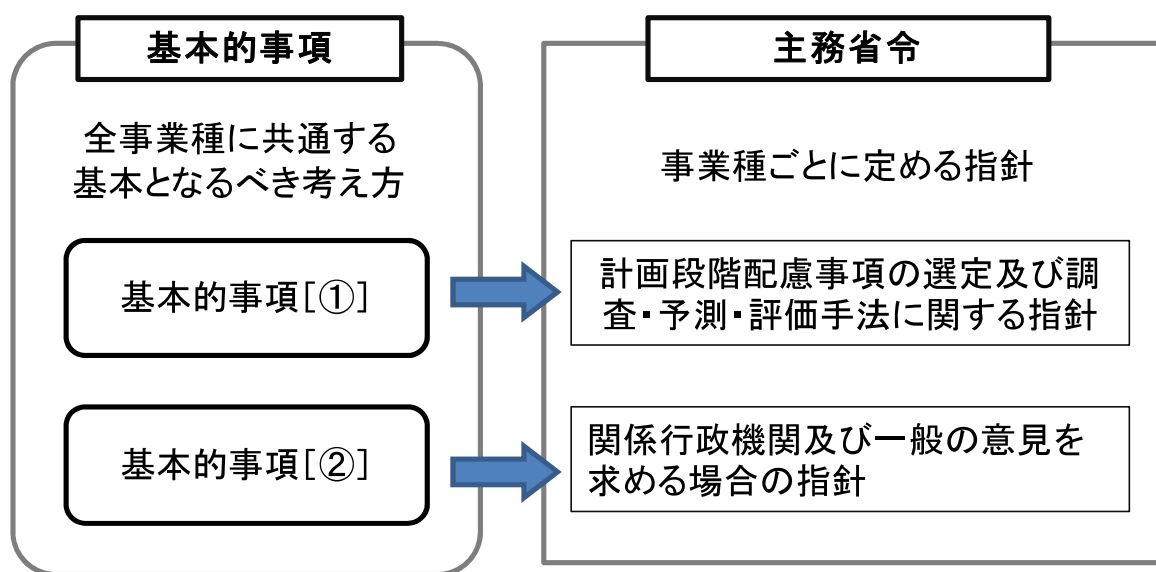 基本的事項
全事業種に共通する
基本となるべき考え方
基本的事項[①]
基本的事項[②]
主務省令
事業種ごとに定める指針
計画段階配慮事項の選定及び調
査・予測・評価手法に関する指針
関係行政機関及び一般の意見を
求める場合の指針